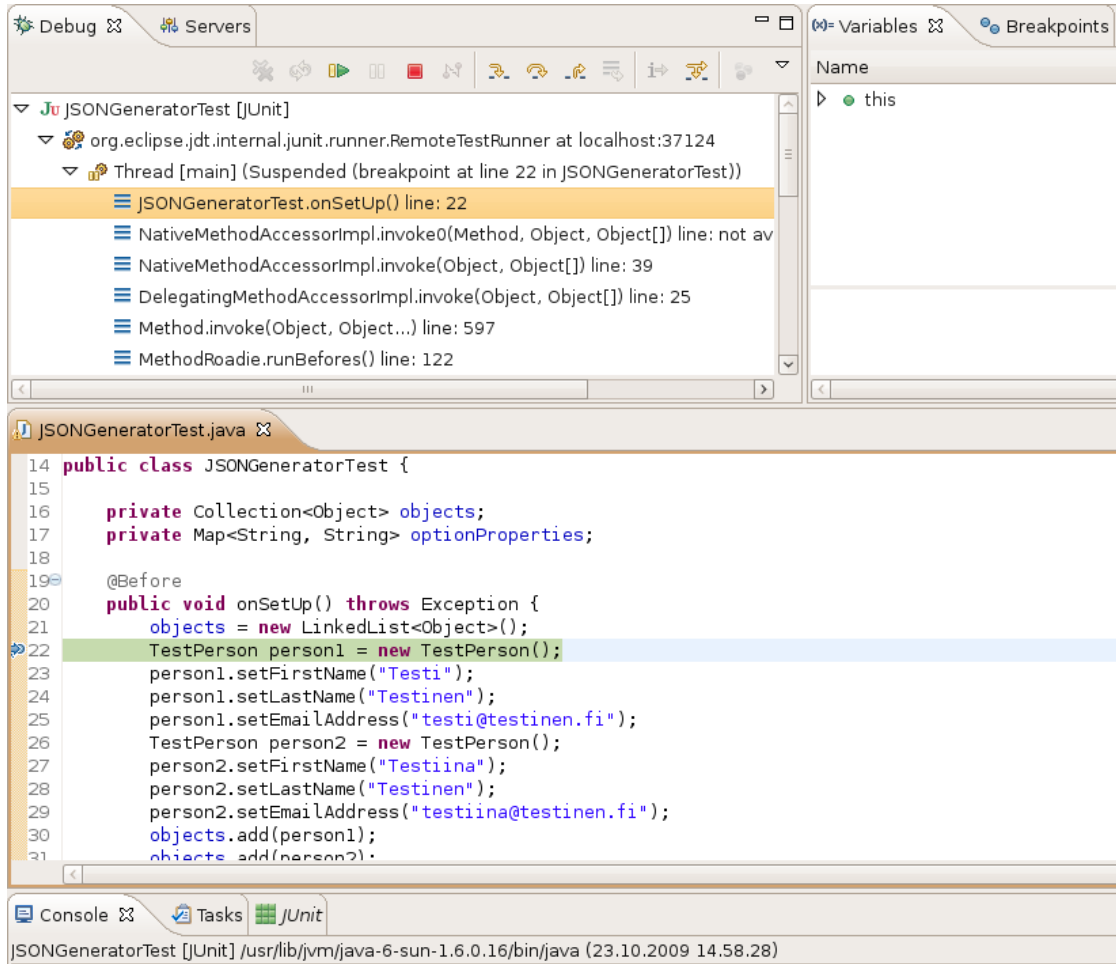 Debug Servers
Variables Breakpoints
Name
this
JU JSONGeneratorTest [JUnit]
org.eclipse.jdt.internal.junit.runner.RemoteTestRunner at localhost:37124
Thread [main] (Suspended (breakpoint at line 22 in JSONGeneratorTest))
JSONGeneratorTest.onSetUp() line: 22
NativeMethodAccessorImpl.invoke0(Method, Object, Object[]) line: not av
NativeMethodAccessorImpl.invoke(Object, Object[]) line: 39
DelegatingMethodAccessorImpl.invoke(Object, Object[]) line: 25
Method.invoke(Object, Object...) line: 597
MethodRoadie.runBefores() line: 122
JSONGeneratorTest.java
14 public class JSONGeneratorTest {
15
16 private Collection<Object> objects;
17 private Map<String, String> optionProperties;
18
19 @Before
20 public void onSetUp() throws Exception {
21 objects = new LinkedList<Object>();
22 TestPerson person1 = new TestPerson();
23 person1.setFirstName("Testi");
24 person1.setLastName("Testinen");
25 person1.setEmailAddress("testi@testinen.fi");
26 TestPerson person2 = new TestPerson();
27 person2.setFirstName("Testiina");
28 person2.setLastName("Testinen");
29 person2.setEmailAddress("testiina@testinen.fi");
30 objects.add(person1);
31 objects.add(person2);
Console Tasks JUnit
JSONGeneratorTest [JUnit] /usr/lib/jvm/java-6-sun-1.6.0.16/bin/java (23.10.2009 14.58.28)